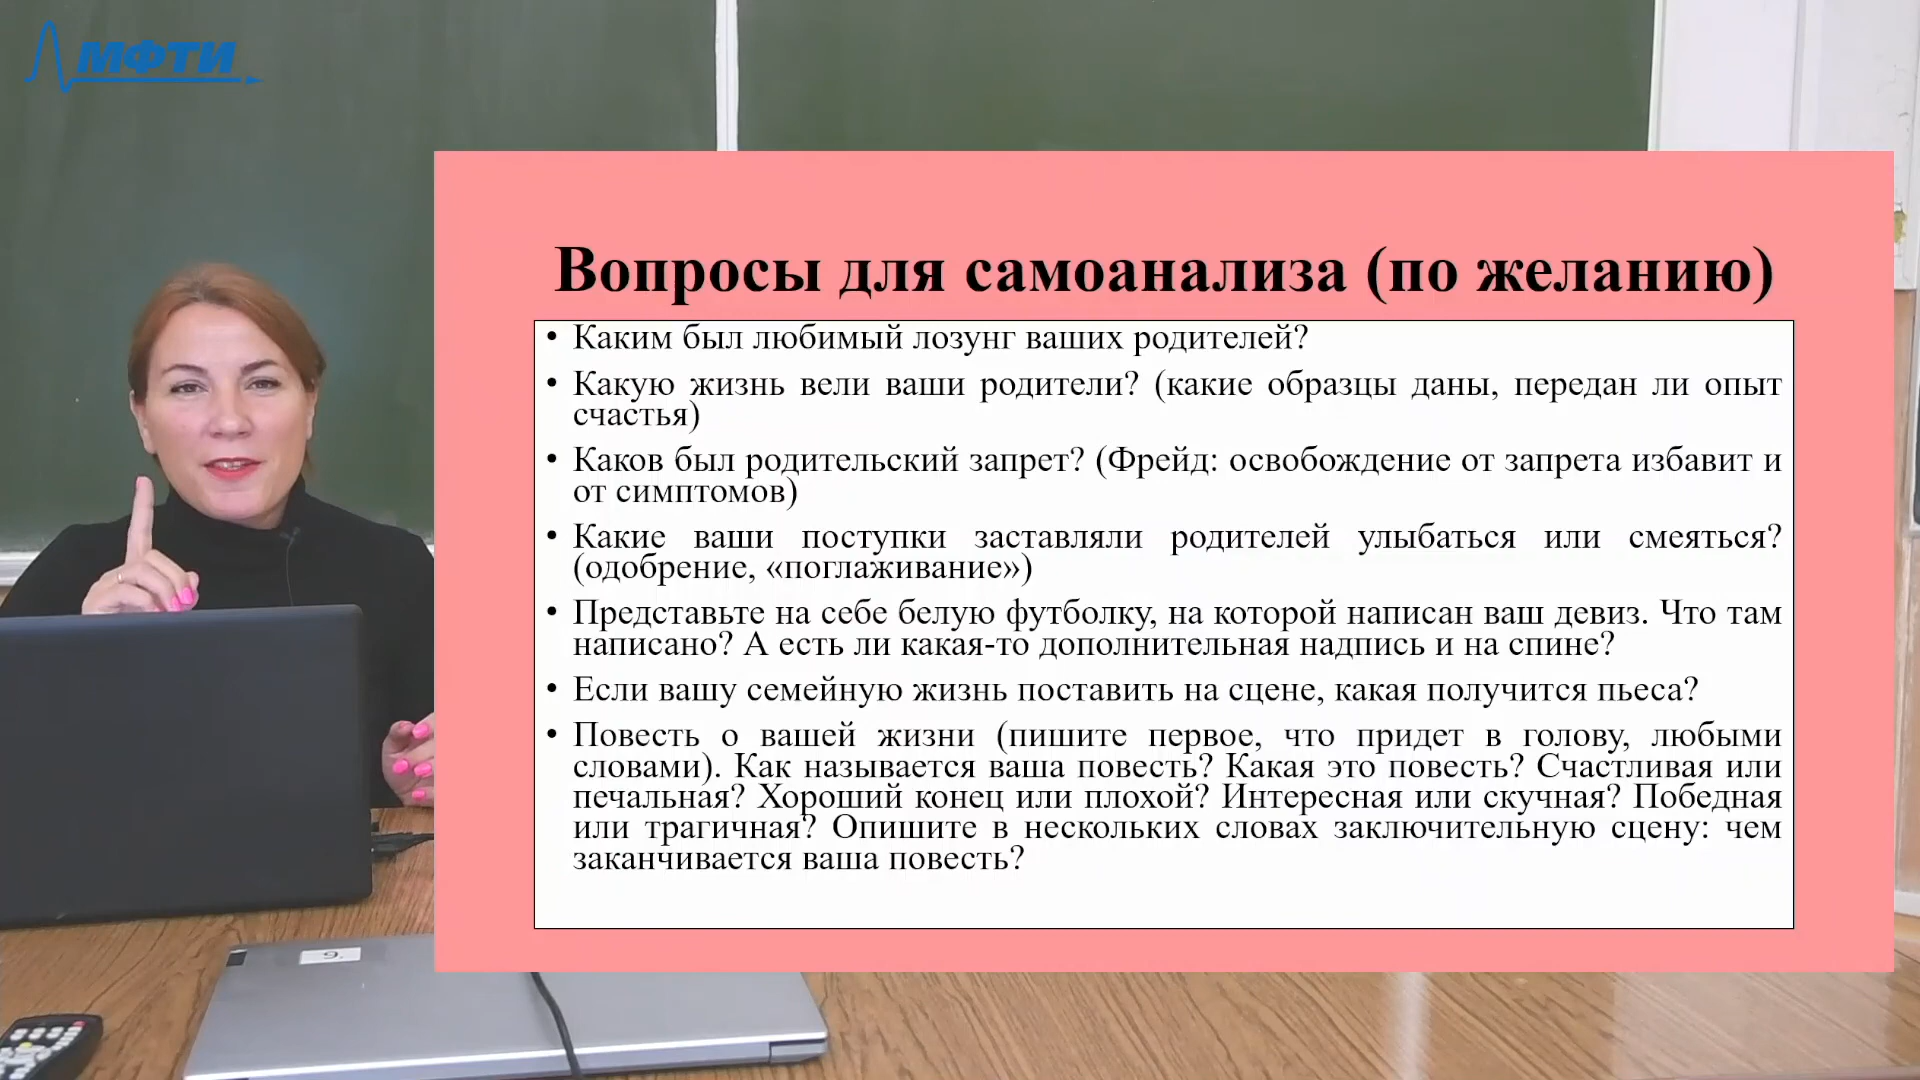 МФТИ
Вопросы для самоанализа (по желанию)
• Каким был любимый лозунг ваших родителей?
• Какую жизнь вели ваши родители? (какие образцы даны, передан ли опыт
счастья)
• Каков был родительский запрет? (Фрейд: освобождение от запрета избавит и
от симптомов)
• Какие ваши поступки заставляли родителей улыбаться или смеяться?
(одобрение, «поглаживание»)
• Представьте на себе белую футболку, на которой написан ваш девиз. Что там
написано? А есть ли какая-то дополнительная надпись и на спине?
• Если вашу семейную жизнь поставить на сцене, какая получится пьеса?
• Повесть о вашей жизни (пишите первое, что придет в голову, любыми
словами). Как называется ваша повесть? Какая это повесть? Счастливая или
печальная? Хороший конец или плохой? Интересная или скучная? Победная
или трагичная? Опишите в нескольких словах заключительную сцену: чем
заканчивается ваша повесть?